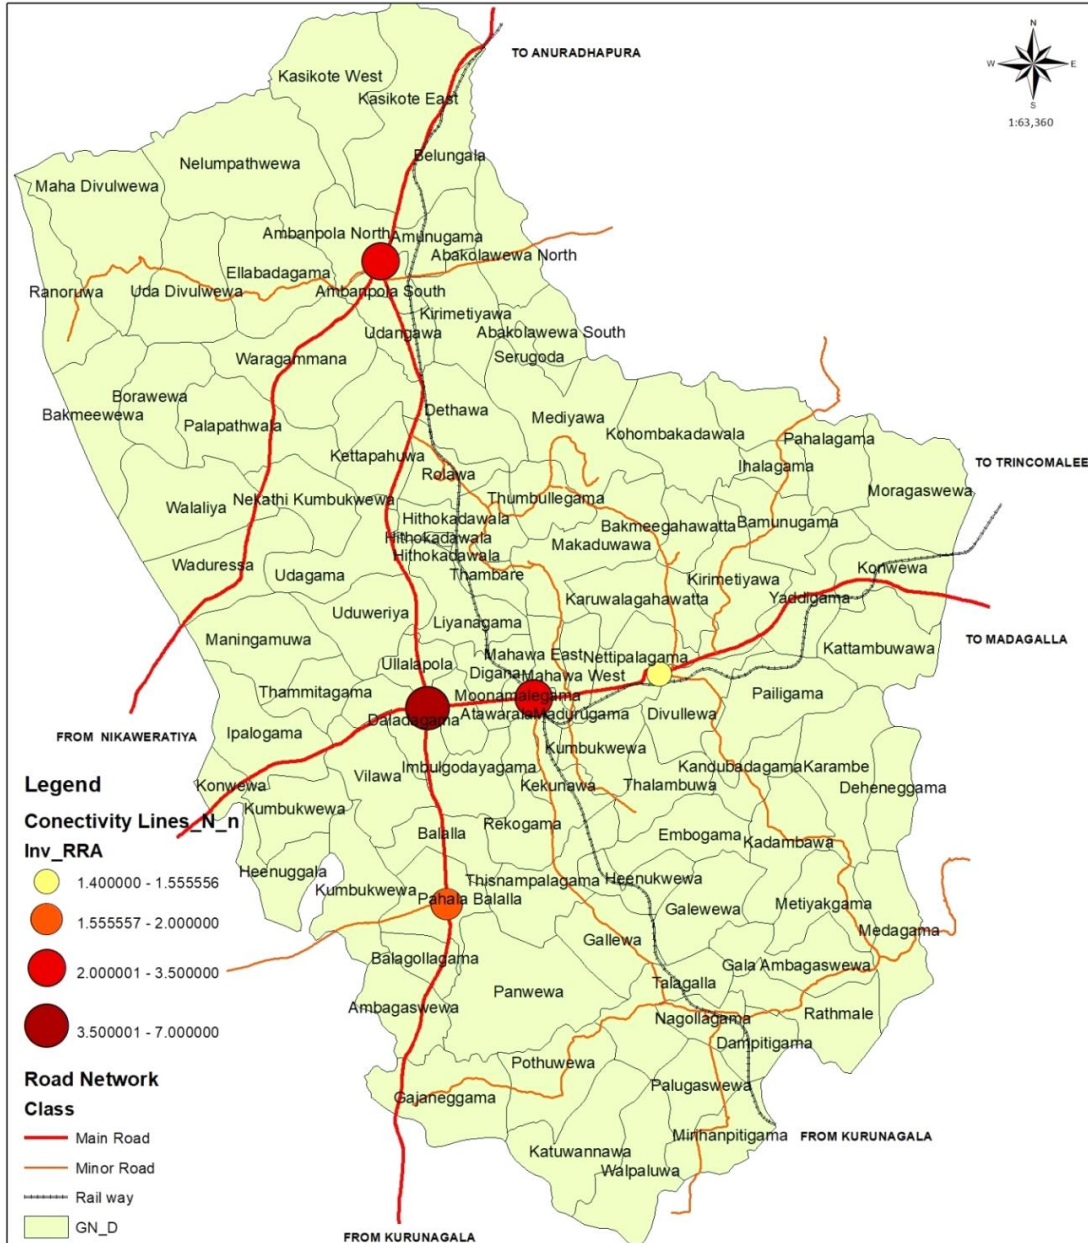 TO ANURADHAPURA
N
W
E
S
1:63,360
Kasikote West
Kasikote East
Belungala
Nelumpathwewa
Maha Divulwewa
Ambanpola North
Amunugama
Abakolawewa North
Ellabadagama
Ranoruwa
Uda Divulwewa
Ambanpola South
Kirimetiyawa
Udangawa
Abakolawewa South
Serugoda
Waragammana
Borawewa
Bakmeewewa
Palapathwala
Dethawa
Mediyawa
Kohombakadawala
Pahalagama
Kettapahuwa
Ihalagama
TO TRINCOMALEE
Rolawa
Moragaswewa
Walaliya
Nekathi Kumbukwewa
Thumbullegama
Hithokadawala
Bakmeegahawatta
Bamunugama
Hithokadawala
Makaduwawa
Hithokadawala
Waduressa
Udagama
Thambare
Kirimetiyawa
Konwewa
Uduweriya
Karuwalagahawatta
Yaddigama
Liyanagama
TO MADAGALLA
Maningamuwa
Kattambuwawa
Mahawa East
Nettipalagama
Ullalapola
Digana
Mahawa West
Thammitagama
Moonamalegama
Pailigama
Daladagama
Atawarala
Madurugama
Divullewa
FROM NIKAWERATIYA
Ipalogama
Kumbukwewa
Imbulgodayagama
Kandubadagama
Karambe
Vilawa
Konwewa
Kekunawa
Thalambuwa
Deheneggama
Kumbukwewa
Rekogama
Balalla
Embogama
Kadambawa
Heenuggala
Kumbukwewa
Thisnampalagama
Heenukwewa
Pahala Balalla
Galewewa
Metiyakgama
Gallewa
Medagama
Balagollagama
Gala Ambagaswewa
Talagalla
Panwewa
Ambagaswewa
Nagollagama
Rathmale
Dampitigama
Pothuwewa
Palugaswewa
Gajaneggama
Mirihanpitigama
FROM KURUNAGALA
Katuwannawa
Walpaluwa
FROM KURUNAGALA
Legend
Conectivity Lines_N_n
Inv_RRA
1.400000 - 1.555556
1.555557 - 2.000000
2.000001 - 3.500000
3.500001 - 7.000000
Road Network
Class
Main Road
Minor Road
Rail way
GN_D